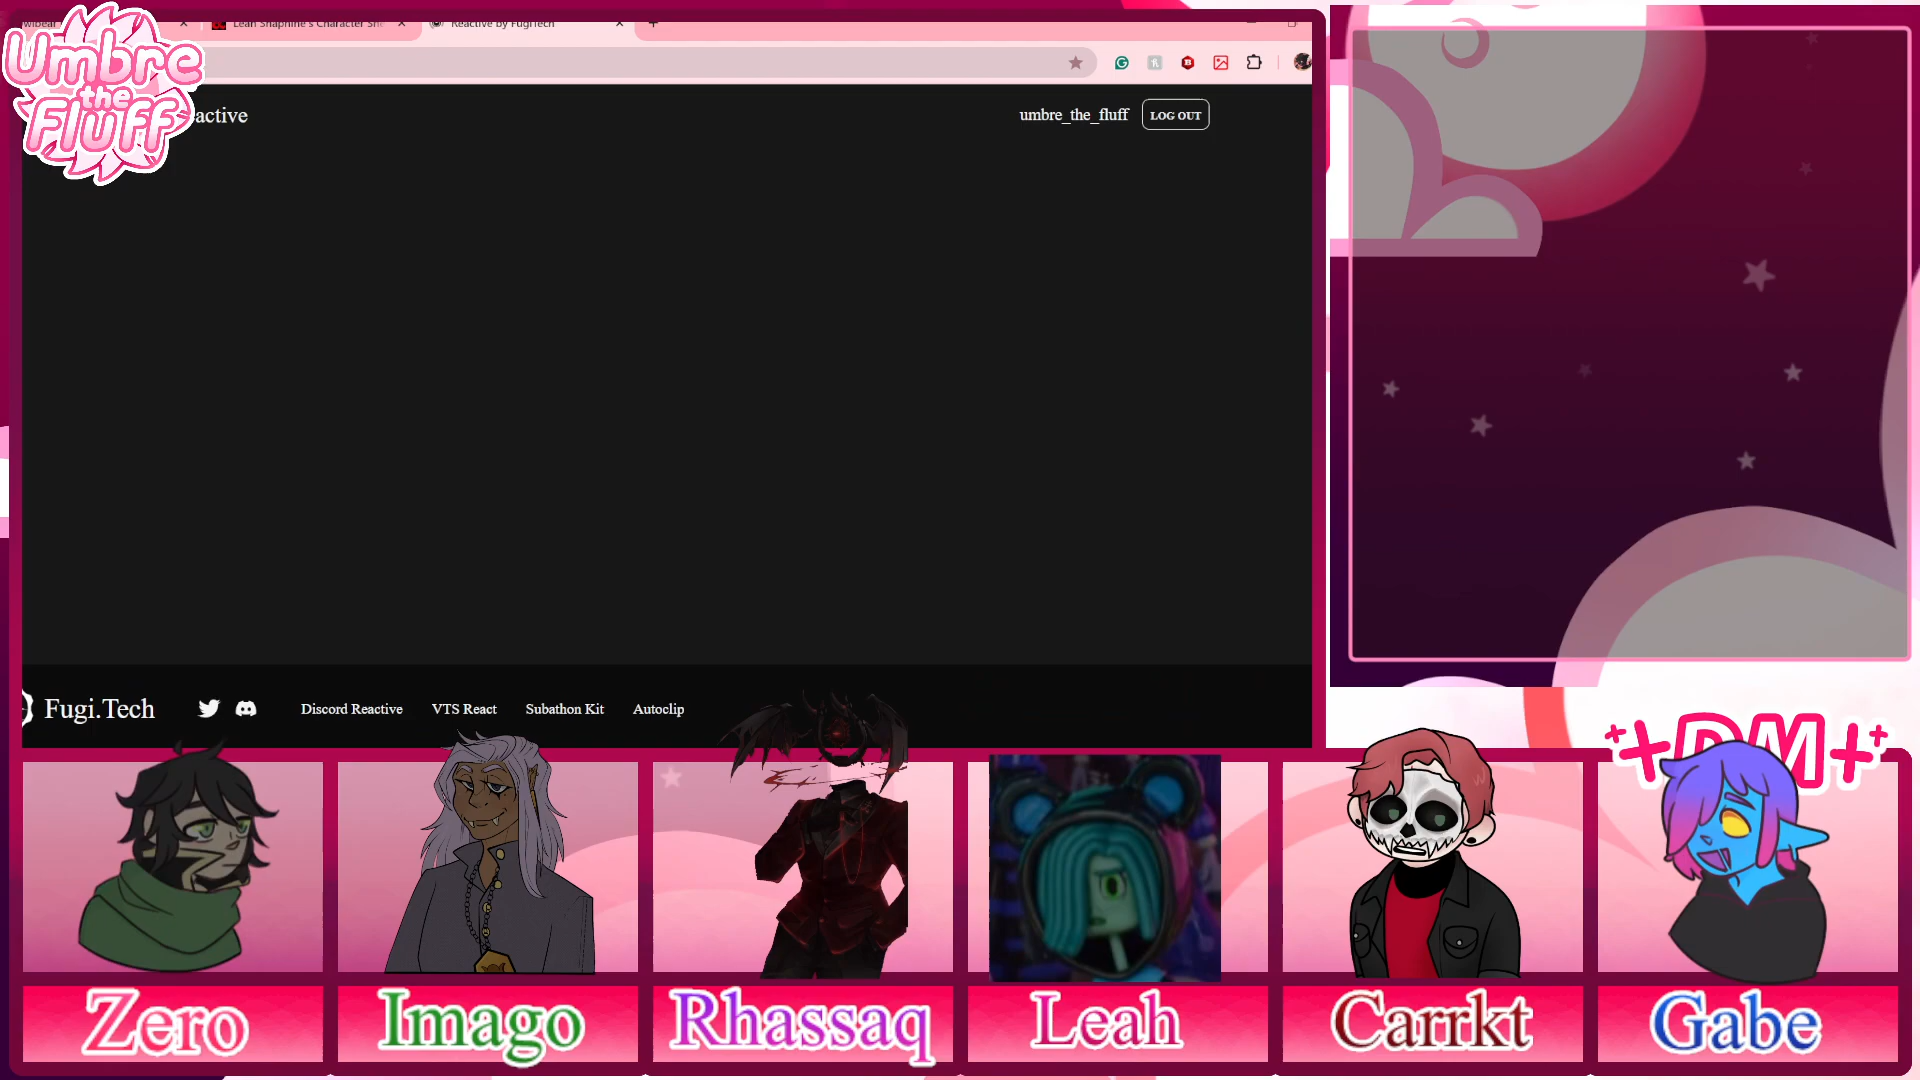 Leah Shaphine's Character Sh
Reactive by FugiTech
Umbre
the
Fluff
active
umbre_the_fluff
LOG OUT
Fugi.Tech
Discord Reactive
VTS React
Subathon Kit
Autoclip
DM
Zero
Imago
Rhassaq
Leah
Carrkt
Gabe